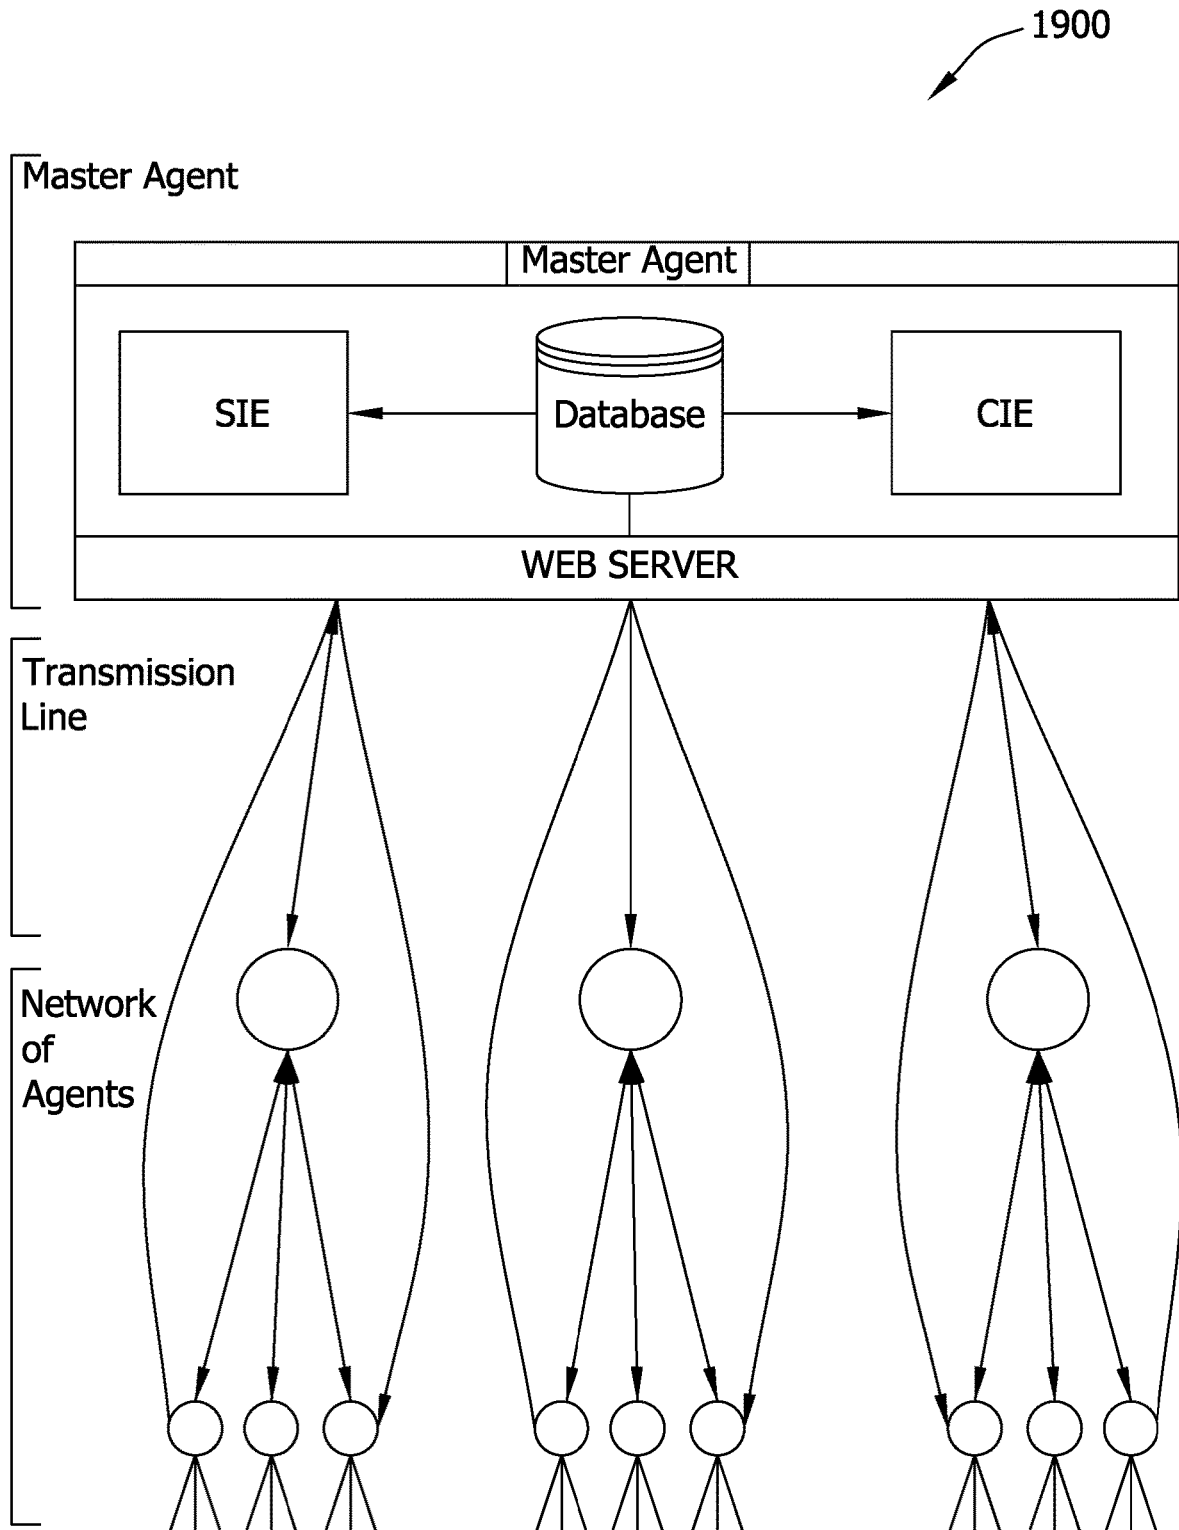 1900
Master Agent
Master Agent
SIE
Database
CIE
WEB SERVER
Transmission
Line
Network
of
Agents